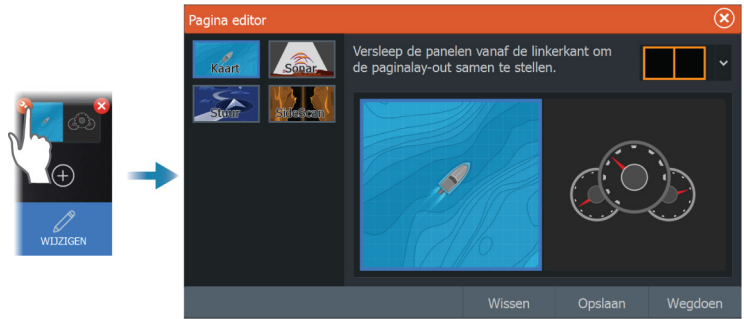 Pagina editor
Kaart
Sonar
Stuur
SideScan
Versleep de panelen vanaf de linkerkant om
de paginalay-out samen te stellen.
WIJZIGEN
Wissen
Opslaan
Wegdoen